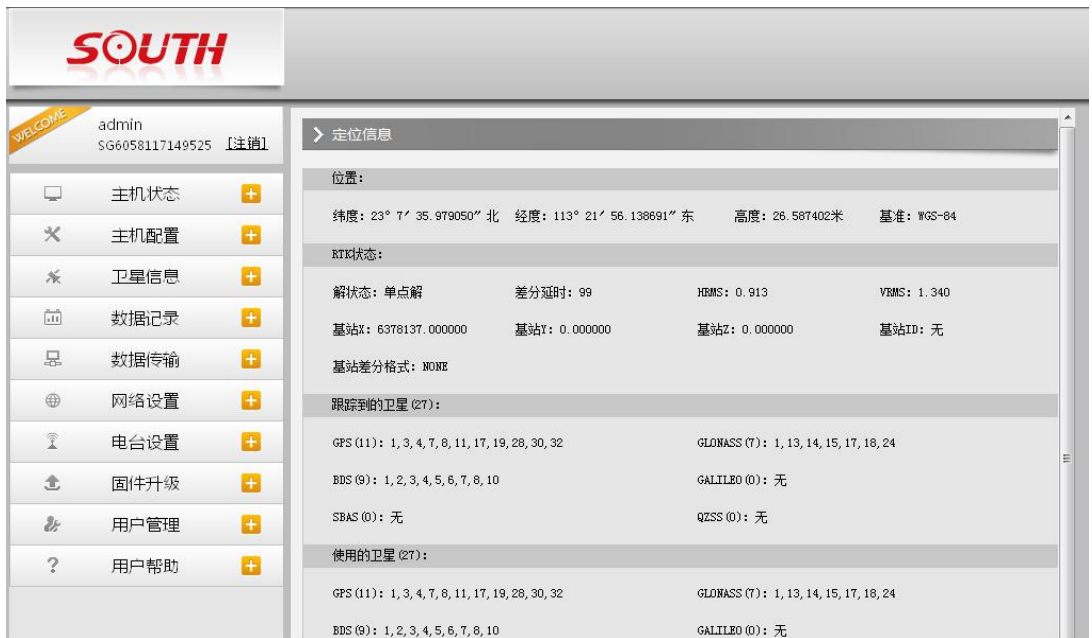 SOUTH
WELCOME
admin
SG6058117149525 [注销]
主机状态
主机配置
卫星信息
数据记录
数据传输
网络设置
电台设置
固件升级
用户管理
用户帮助
定位信息
位置:
纬度: 23° 7′ 35.979050″ 北 经度: 113° 21′ 56.138691″ 东 高度: 26.587402米 基准: WGS-84
RTK状态:
解状态: 单点解 差分延时: 99 HRMS: 0.913 VRMS: 1.340
基站X: 6378137.000000 基站Y: 0.000000 基站Z: 0.000000 基站ID: 无
基站差分格式: NONE
跟踪到的卫星(27):
GPS(11): 1,3,4,7,8,11,17,19,28,30,32 GLONASS(7): 1,13,14,15,17,18,24
BDS(9): 1,2,3,4,5,6,7,8,10 GALILEO(0): 无
SBAS(0): 无 QZSS(0): 无
使用的卫星(27):
GPS(11): 1,3,4,7,8,11,17,19,28,30,32 GLONASS(7): 1,13,14,15,17,18,24
BDS(9): 1,2,3,4,5,6,7,8,10 GALILEO(0): 无